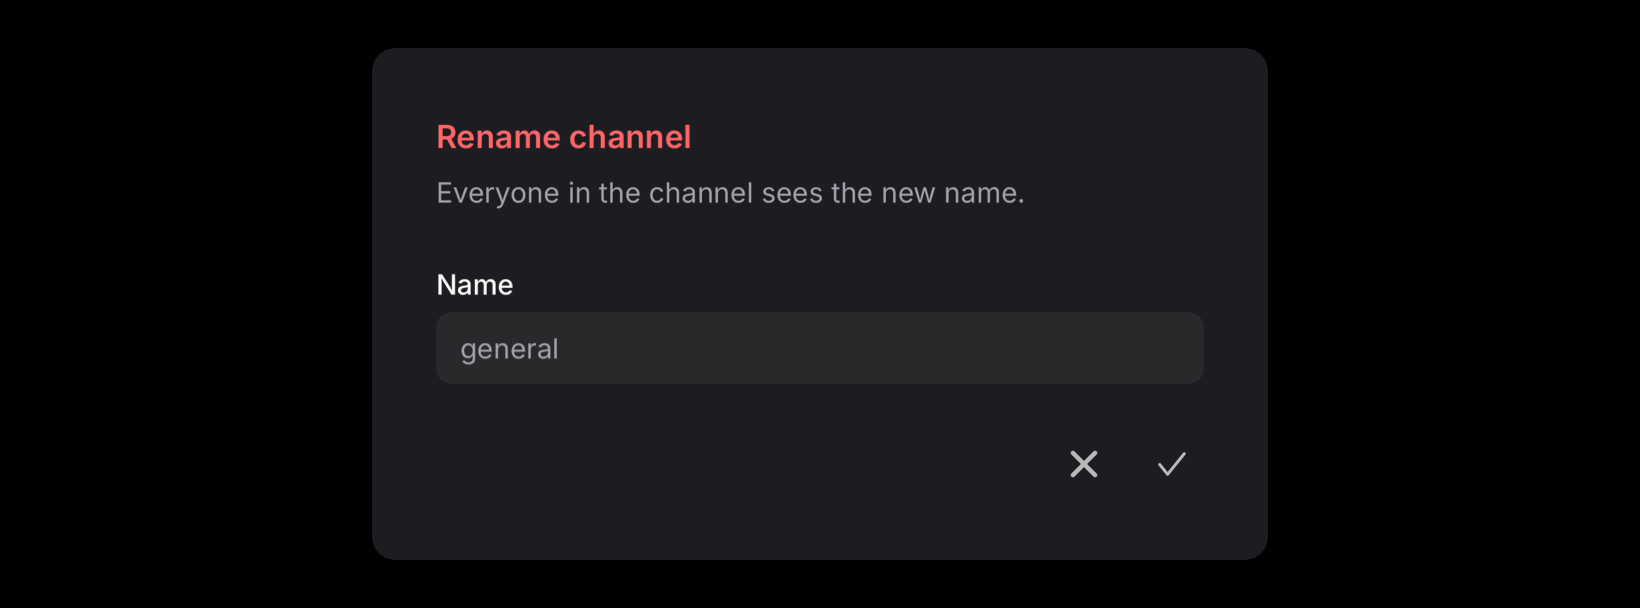 Rename channel
Everyone in the channel sees the new name.
Name
general